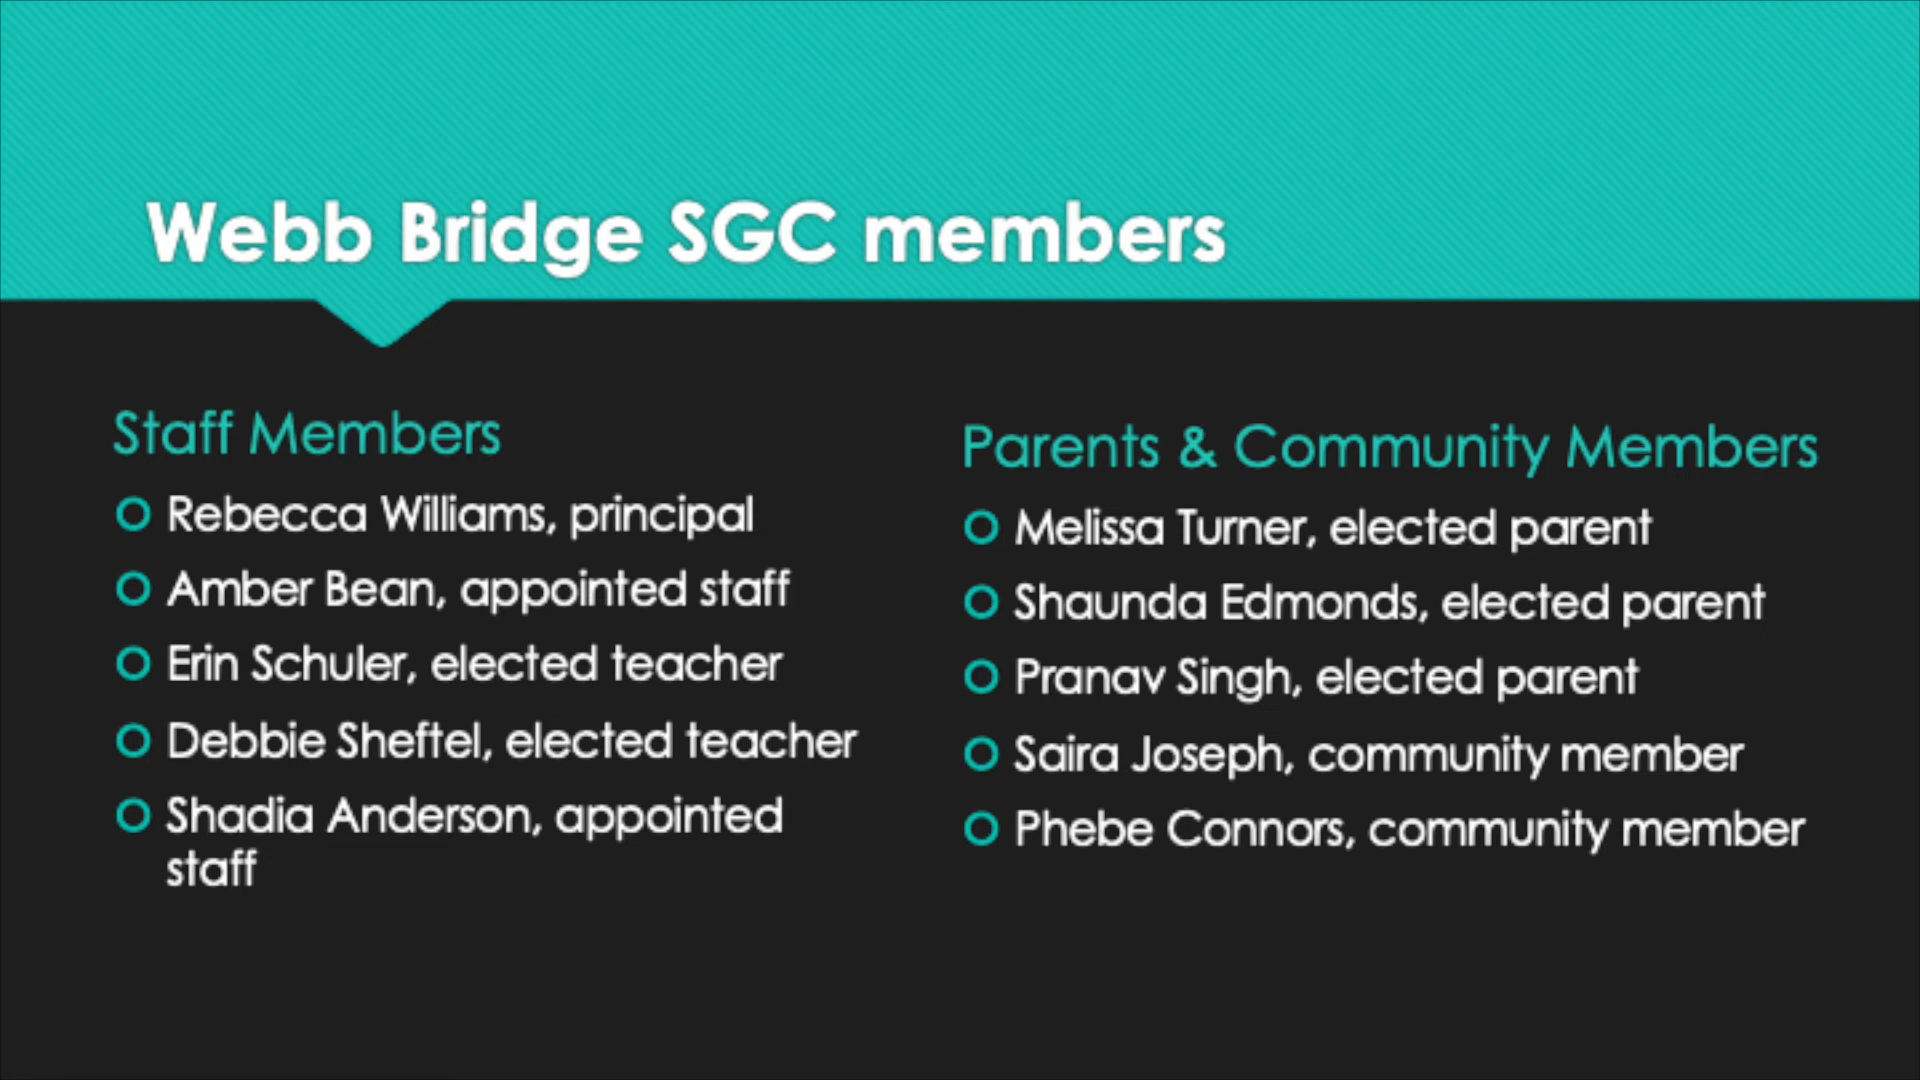 Webb Bridge SGC members
Staff Members
Rebecca Williams, principal
Amber Bean, appointed staff
Erin Schuler, elected teacher
Debbie Sheftel, elected teacher
Shadia Anderson, appointed
staff
Parents & Community Members
Melissa Turner, elected parent
Shaunda Edmonds, elected parent
Pranav Singh, elected parent
Saira Joseph, community member
Phebe Connors, community member